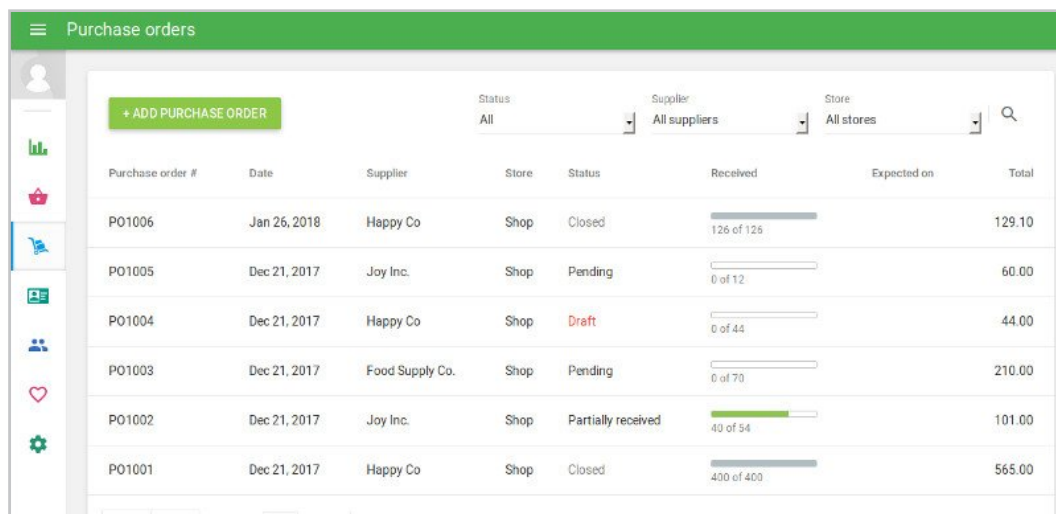 Purchase orders
+ ADD PURCHASE ORDER
Status
All
Supplier
All suppliers
Store
All stores
Purchase order # Date Supplier Store Status Received Expected on Total
PO1006 Jan 26, 2018 Happy Co Shop Closed 126 of 126 129.10
PO1005 Dec 21, 2017 Joy Inc. Shop Pending 0 of 12 60.00
PO1004 Dec 21, 2017 Happy Co Shop Draft 0 of 44 44.00
PO1003 Dec 21, 2017 Food Supply Co. Shop Pending 0 of 70 210.00
PO1002 Dec 21, 2017 Joy Inc. Shop Partially received 40 of 54 101.00
PO1001 Dec 21, 2017 Happy Co Shop Closed 400 of 400 565.00